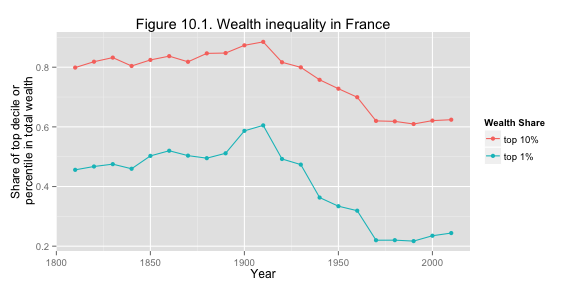 Figure 10.1. Wealth inequality in France
Share of top decile or
percentile in total wealth
0.8
0.6
0.4
0.2
1800 1850 1900 1950 2000
Year
Wealth Share
top 10%
top 1%